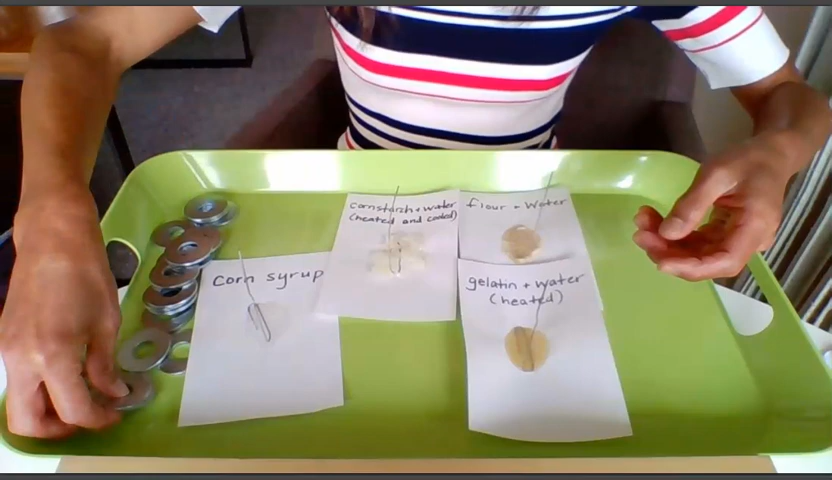 corn syrup
cornstarch + water
(heated and cooled)
flour + Water
gelatin + water
(heated)